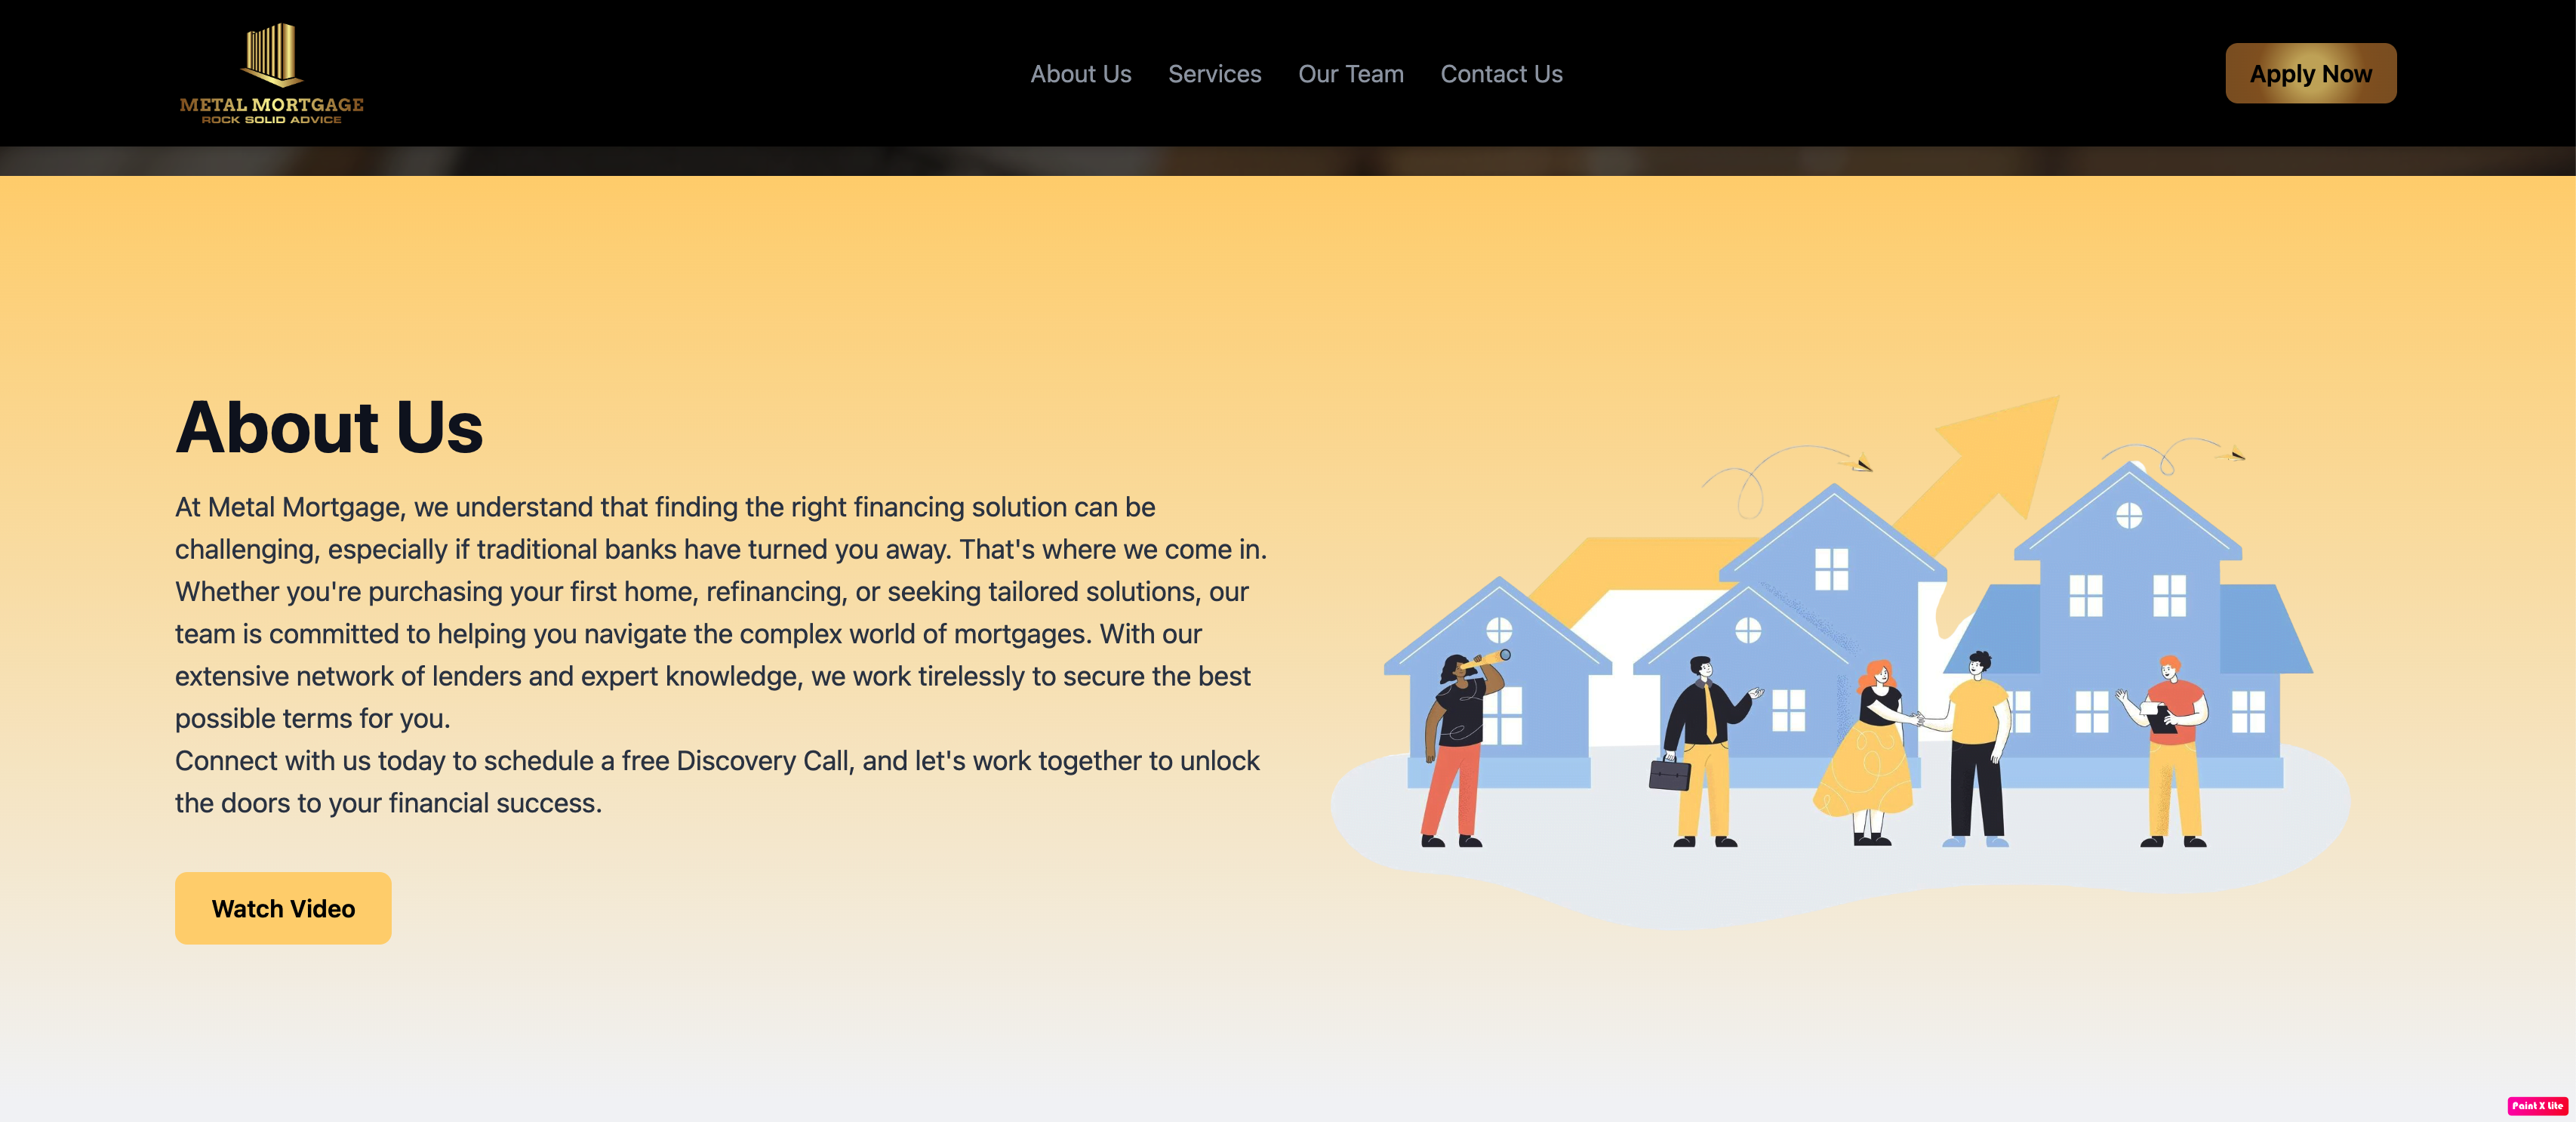 METAL MORTGAGE
ROCK SOLID ADVICE
About Us
Services
Our Team
Contact Us
Apply Now
About Us
At Metal Mortgage, we understand that finding the right financing solution can be
challenging, especially if traditional banks have turned you away. That's where we come in.
Whether you're purchasing your first home, refinancing, or seeking tailored solutions, our
team is committed to helping you navigate the complex world of mortgages. With our
extensive network of lenders and expert knowledge, we work tirelessly to secure the best
possible terms for you.
Connect with us today to schedule a free Discovery Call, and let's work together to unlock
the doors to your financial success.
Watch Video
Paint X Lite